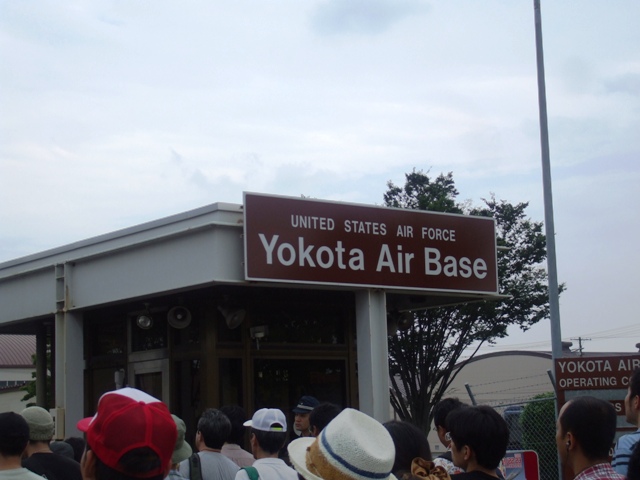 UNITED STATES AIR FORCE
Yokota Air Base
YOKOTA AIR
OPERATING C